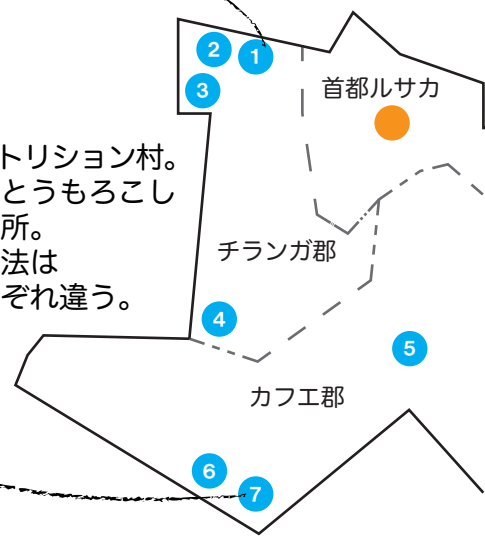 2
1
3
首都ルサカ
トリション村。
とうもろこし
所。
法は
ぞれ違う。
チランガ郡
4
5
カフエ郡
6
7